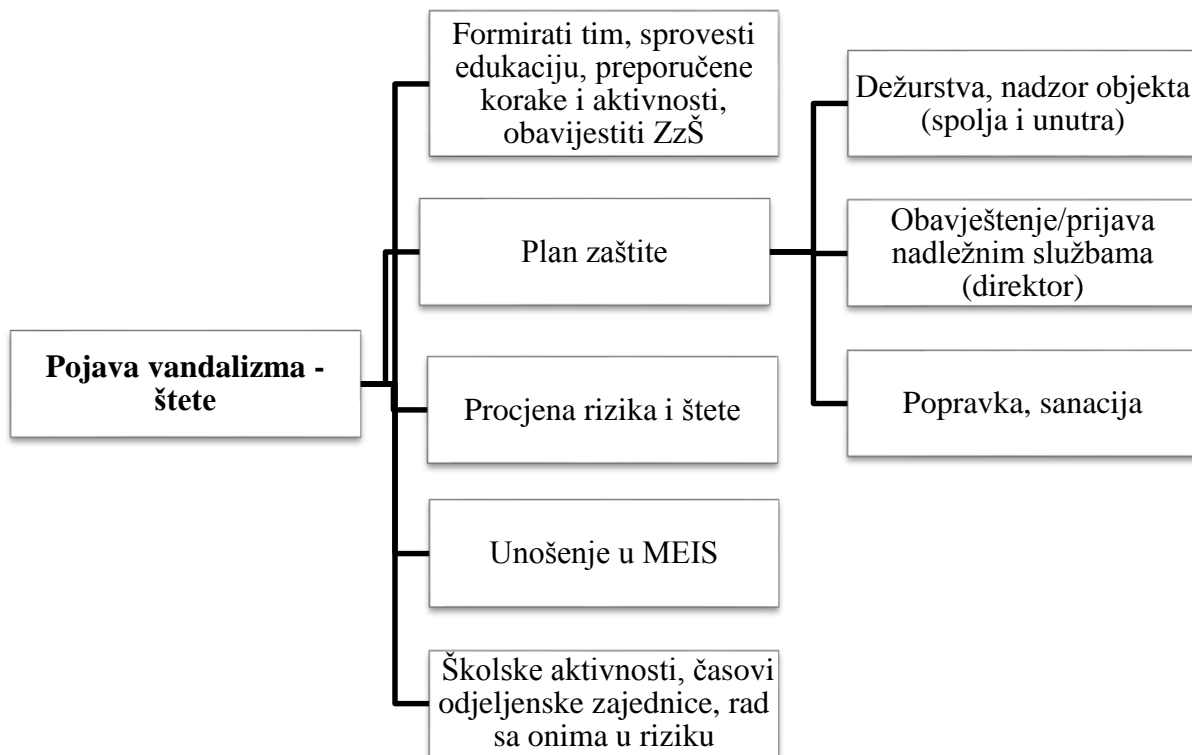 Formirati tim, sprovesti
edukaciju, preporučene
korake i aktivnosti,
obavijestiti ZzŠ
Dežurstva, nadzor objekta
(spolja i unutra)
Plan zaštite
Obavještenje/prijava
nadležnim službama
(direktor)
Pojava vandalizma -
štete
Procjena rizika i štete
Popravka, sanacija
Unošenje u MEIS
Školske aktivnosti, časovi
odjeljenske zajednice, rad
sa onima u riziku